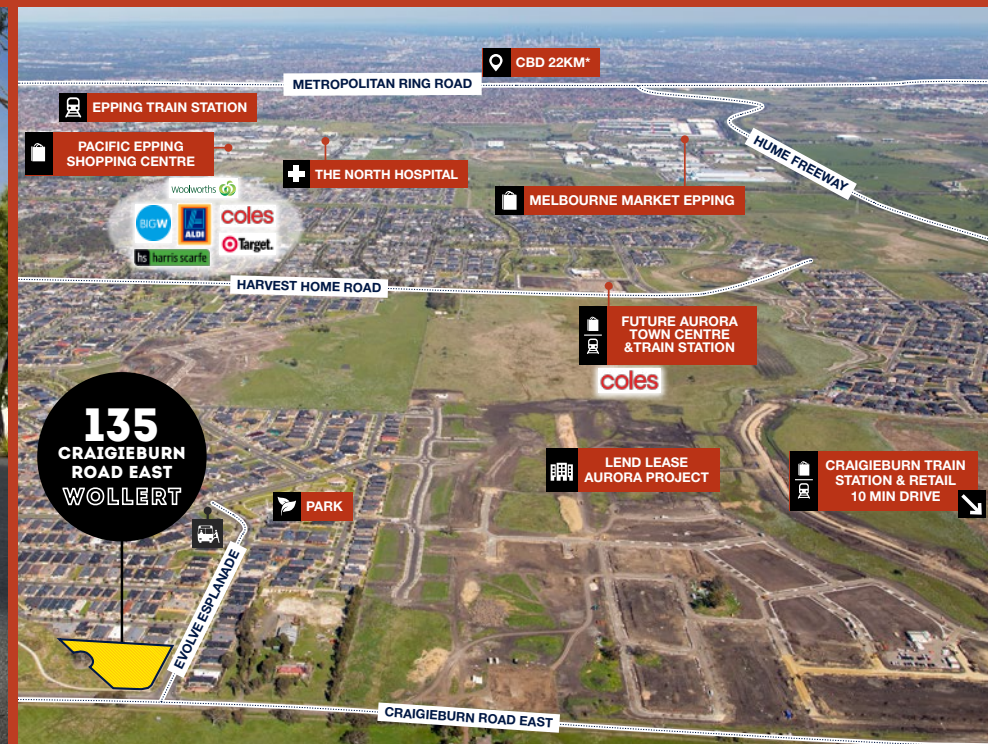 CBD 22KM*
METROPOLITAN RING ROAD
EPPING TRAIN STATION
PACIFIC EPPING
SHOPPING CENTRE
THE NORTH HOSPITAL
HUME FREEWAY
MELBOURNE MARKET EPPING
Woolworths
BIG W
ALDI
coles
Target.
hs harris scarfe
HARVEST HOME ROAD
FUTURE AURORA
TOWN CENTRE
&TRAIN STATION
coles
135
CRAIGIEBURN
ROAD EAST
WOLLERT
LEND LEASE
AURORA PROJECT
CRAIGIEBURN TRAIN
STATION & RETAIL
10 MIN DRIVE
PARK
EVOLVE ESPLANADE
CRAIGIEBURN ROAD EAST